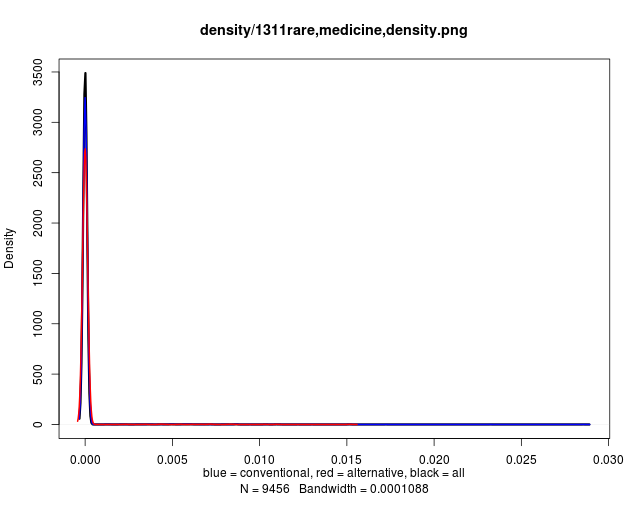 density/1311rare,medicine,density.png
3500
3000
2500
2000
1500
1000
500
0
Density
0.000 0.005 0.010 0.015 0.020 0.025 0.030
blue = conventional, red = alternative, black = all
N = 9456 Bandwidth = 0.0001088